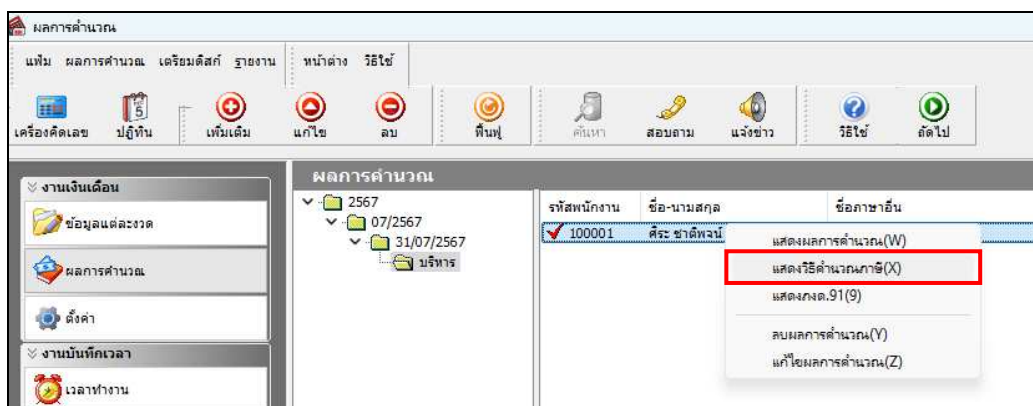 ผลการคำนวณ
แฟ้ม ผลการคำนวณ เตรียมดิสก์ รายงาน หน้าต่าง วิธีใช้
5
เครื่องคิดเลข ปฏิทิน เพิ่มเติม แก้ไข ลบ ฟื้นฟู ค้นหา สอบถาม แจ้งข่าว วิธีใช้ ถัดไป
งานเงินเดือน
ข้อมูลแต่ละงวด
ผลการคำนวณ
ตั้งค่า
งานบันทึกเวลา
เวลาทำงาน
ผลการคำนวณ
2567
07/2567
31/07/2567
บริหาร
รหัสพนักงาน ชื่อ-นามสกุล ชื่อภาษาอื่น
100001 ศิระ ชาติพจน์
แสดงผลการคำนวณ(W)
แสดงวิธีคำนวณภาษี(X)
แสดงภงด.91(9)
ลบผลการคำนวณ(Y)
แก้ไขผลการคำนวณ(Z)